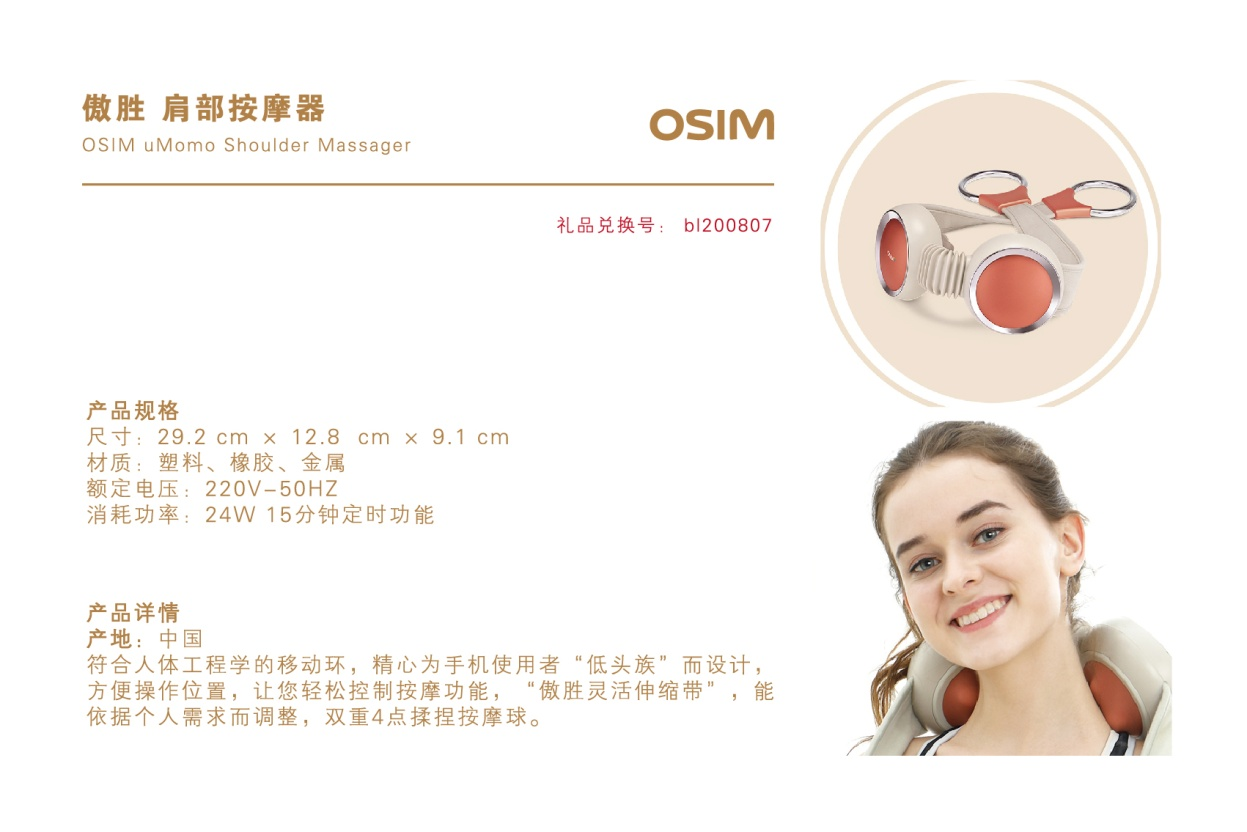 傲胜 肩部按摩器
OSIM uMomo Shoulder Massager
OSIM
礼品兑换号： bl200807
产品规格
尺寸：29.2 cm × 12.8 cm × 9.1 cm
材质：塑料、橡胶、金属
额定电压：220V-50HZ
消耗功率：24W 15分钟定时功能
产品详情
产地：中国
符合人体工程学的移动环，精心为手机使用者“低头族”而设计，
方便操作位置，让您轻松控制按摩功能，“傲胜灵活伸缩带”，能
依据个人需求而调整，双重4点揉捏按摩球。